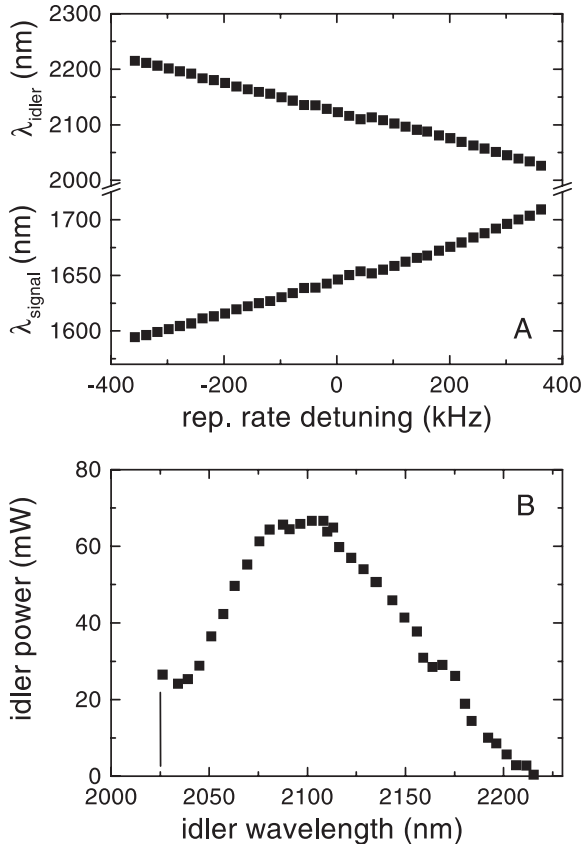 2300
2200
2100
2000
λidler (nm)
1700
1650
1600
λsignal (nm)
A
-400 -200 0 200 400
rep. rate detuning (kHz)
80
60
40
20
0
idler power (mW)
B
2000 2050 2100 2150 2200
idler wavelength (nm)